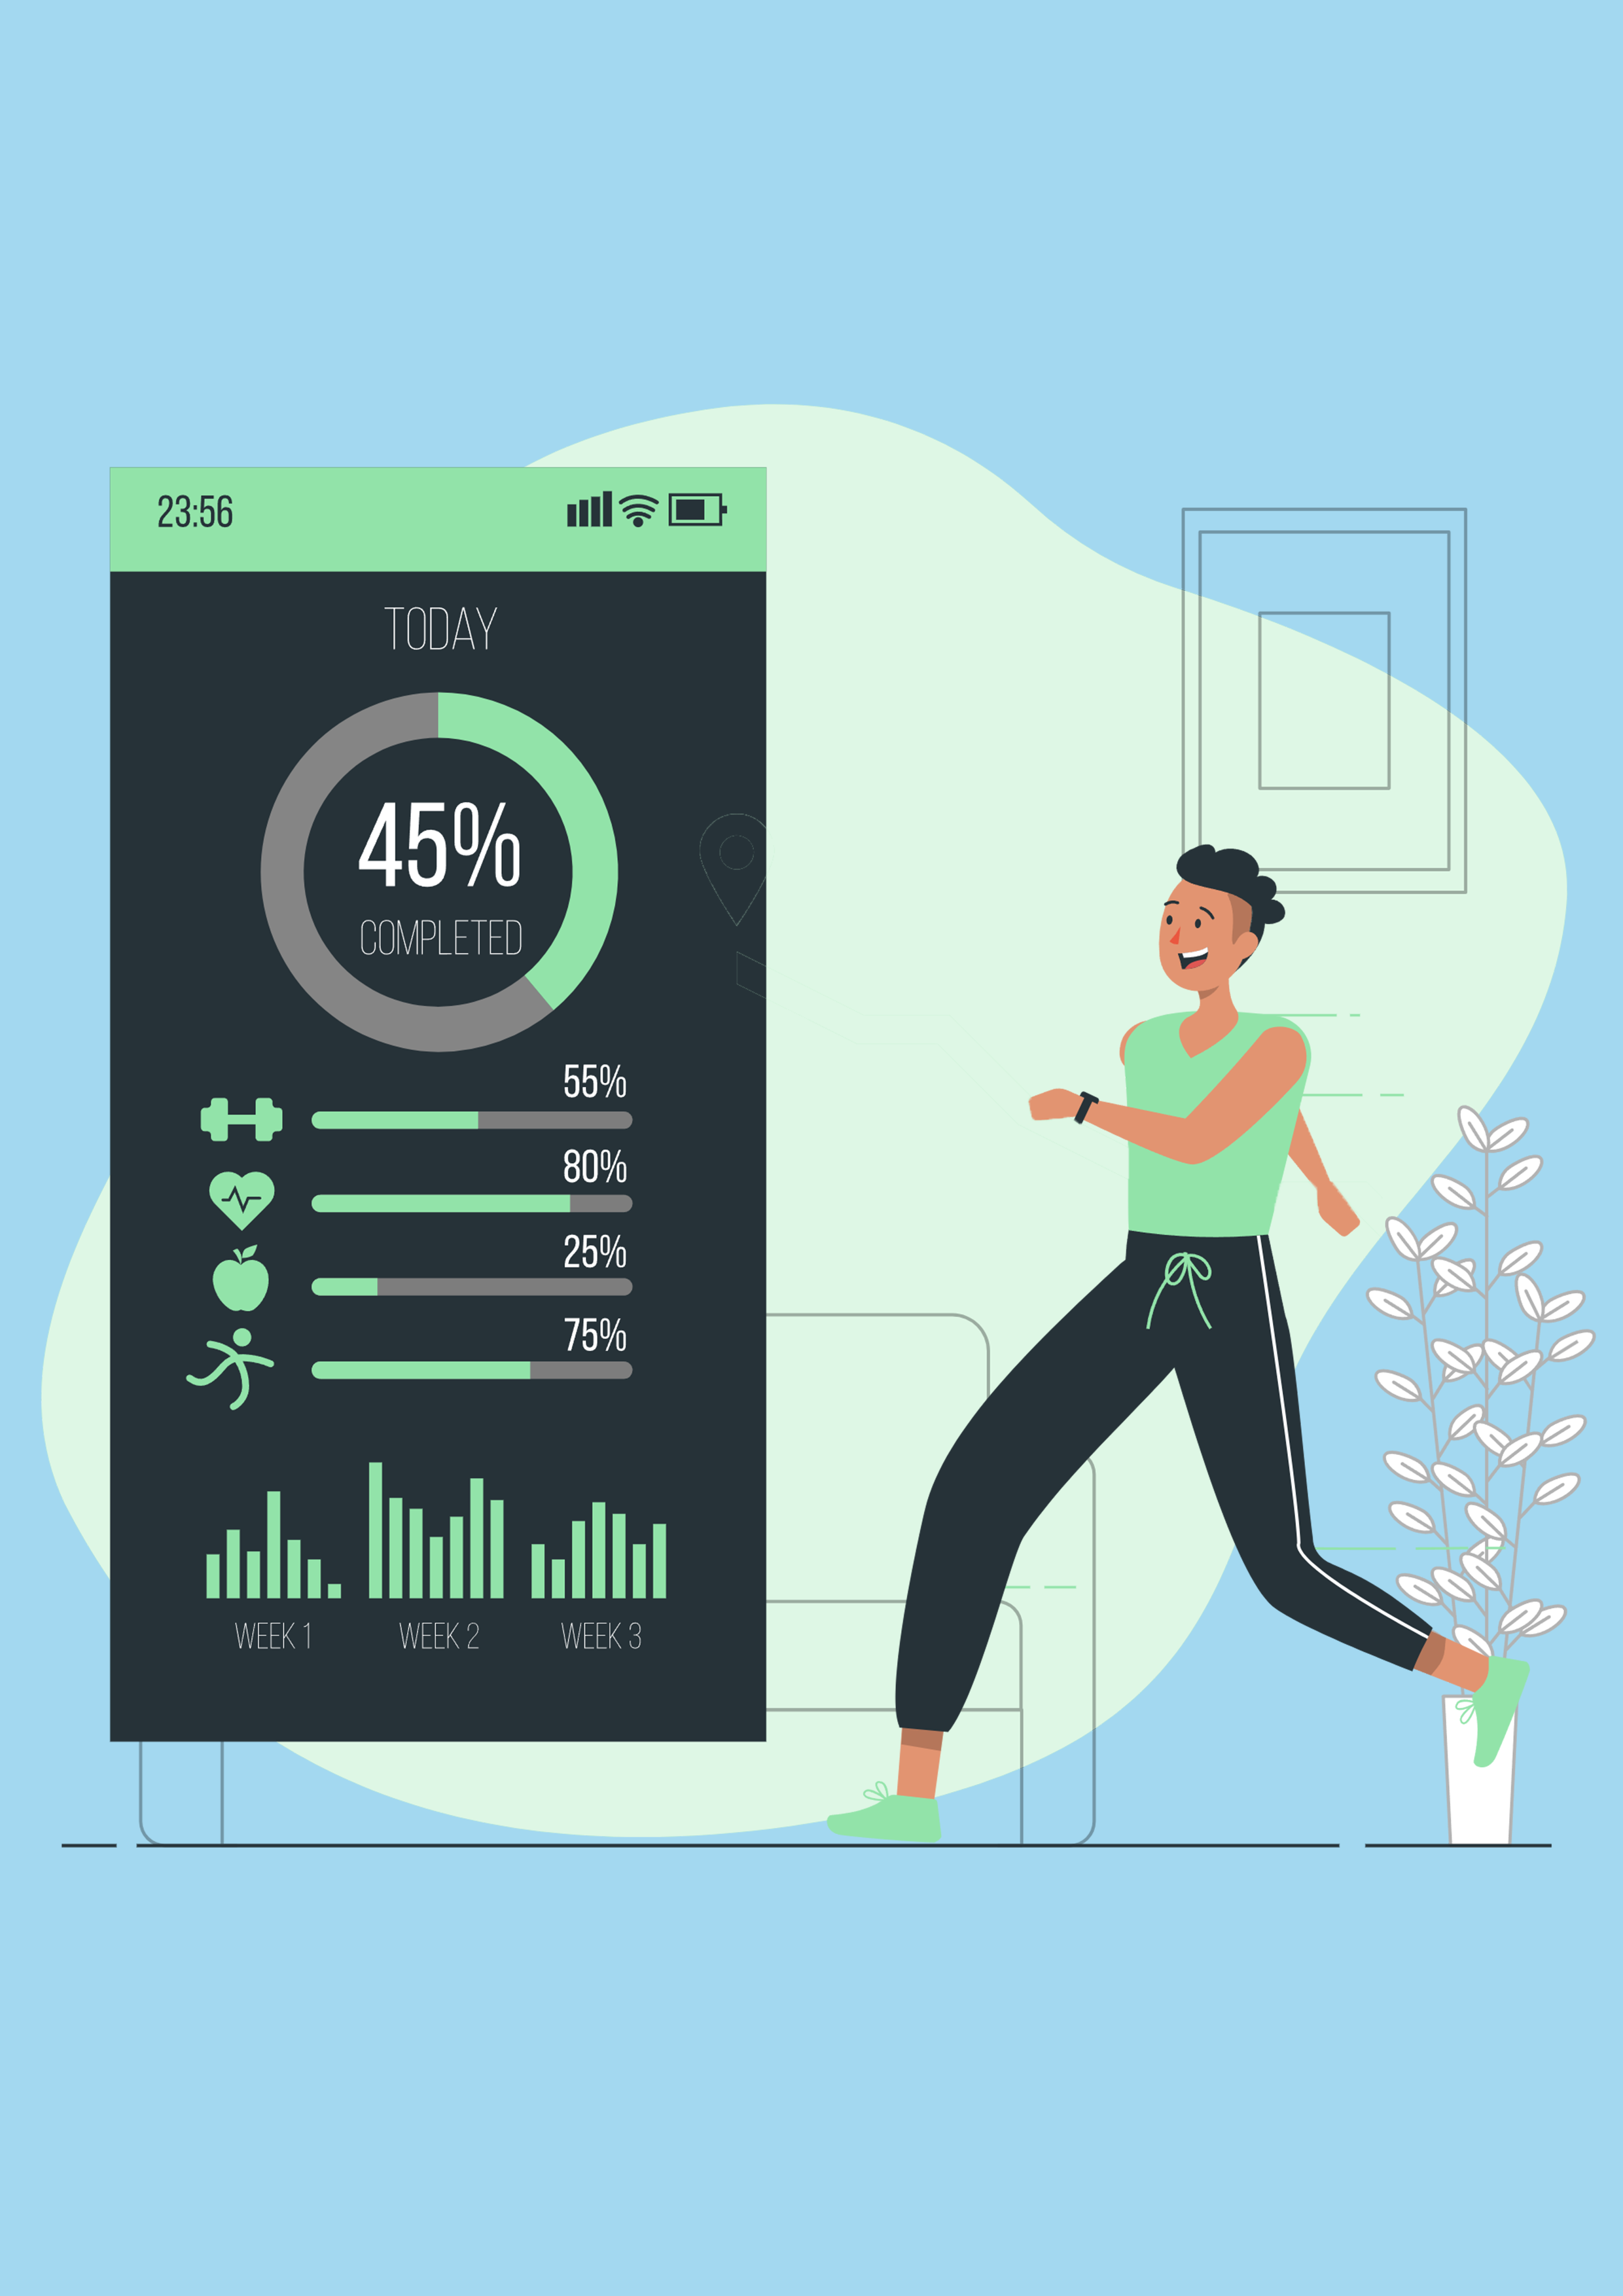 23:56
TODAY
45%
COMPLETED
55%
80%
25%
75%
WEEK 1
WEEK 2
WEEK 3